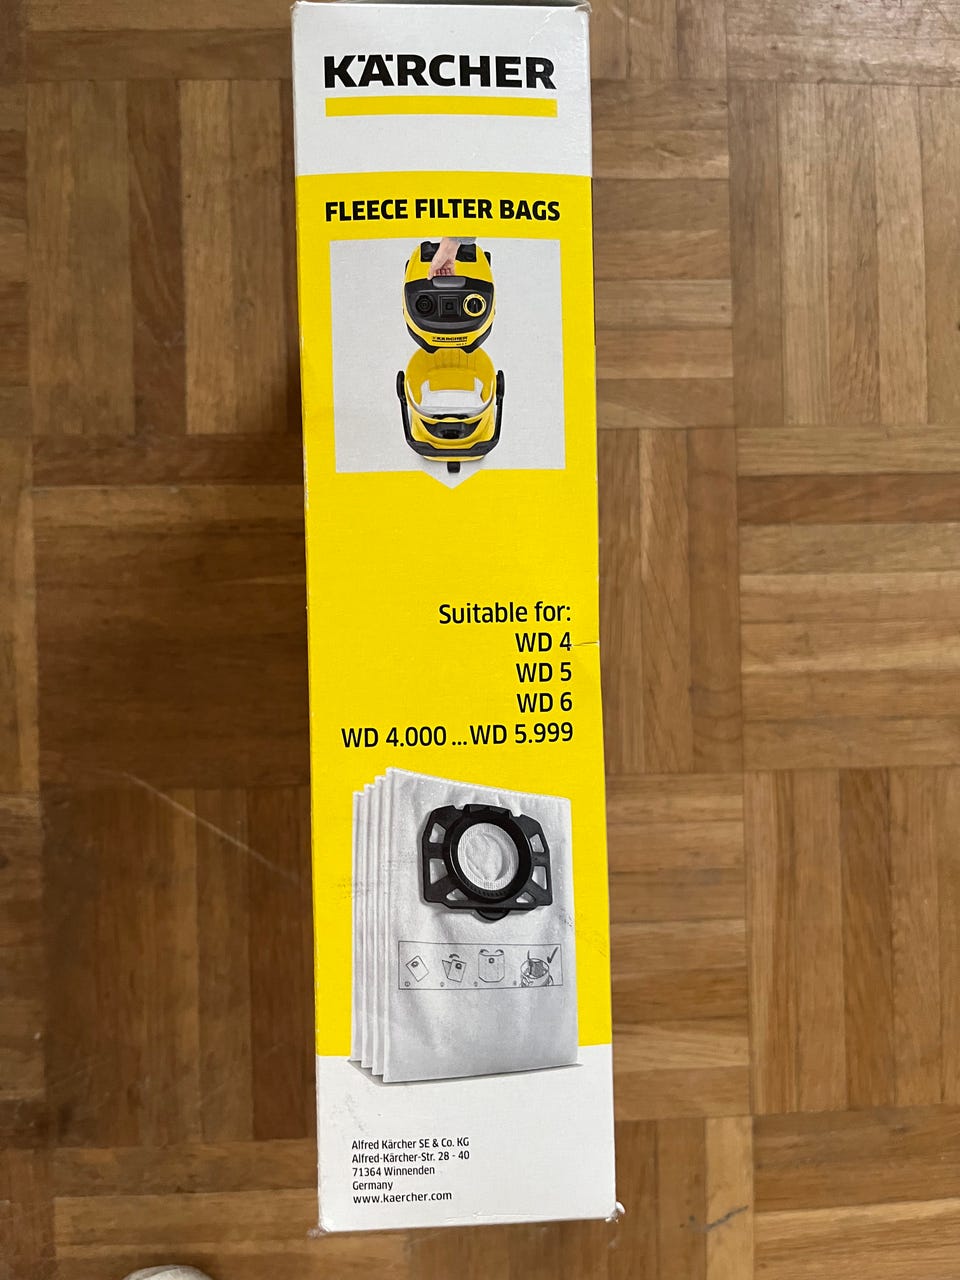 KÄRCHER
FLEECE FILTER BAGS
KÄRCHER
Suitable for:
WD 4
WD 5
WD 6
WD 4.000 ... WD 5.999
Alfred Kärcher SE & Co. KG
Alfred-Kärcher-Str. 28 - 40
71364 Winnenden
Germany
www.kaercher.com